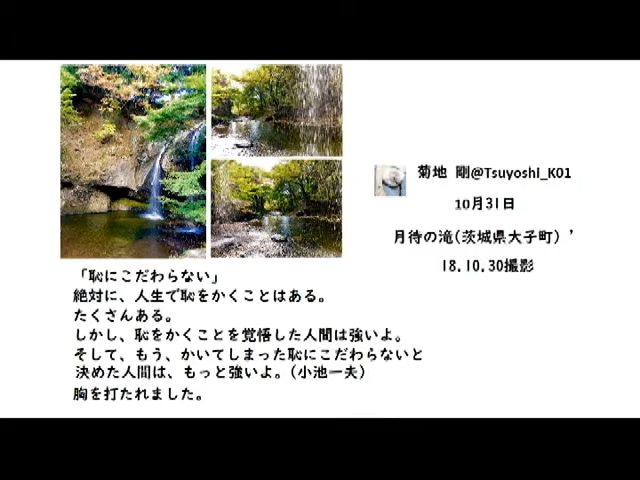 菊地 剛@Tsuyoshi_K01
10月31日
月待の滝(茨城県大子町) '
18.10.30撮影
「恥にこだわらない」
絶対に、人生で恥をかくことはある。
たくさんある。
しかし、恥をかくことを覚悟した人間は強いよ。
そして、もう、かいてしまった恥にこだわらないと
決めた人間は、もっと強いよ。(小池一夫)
胸を打たれました。